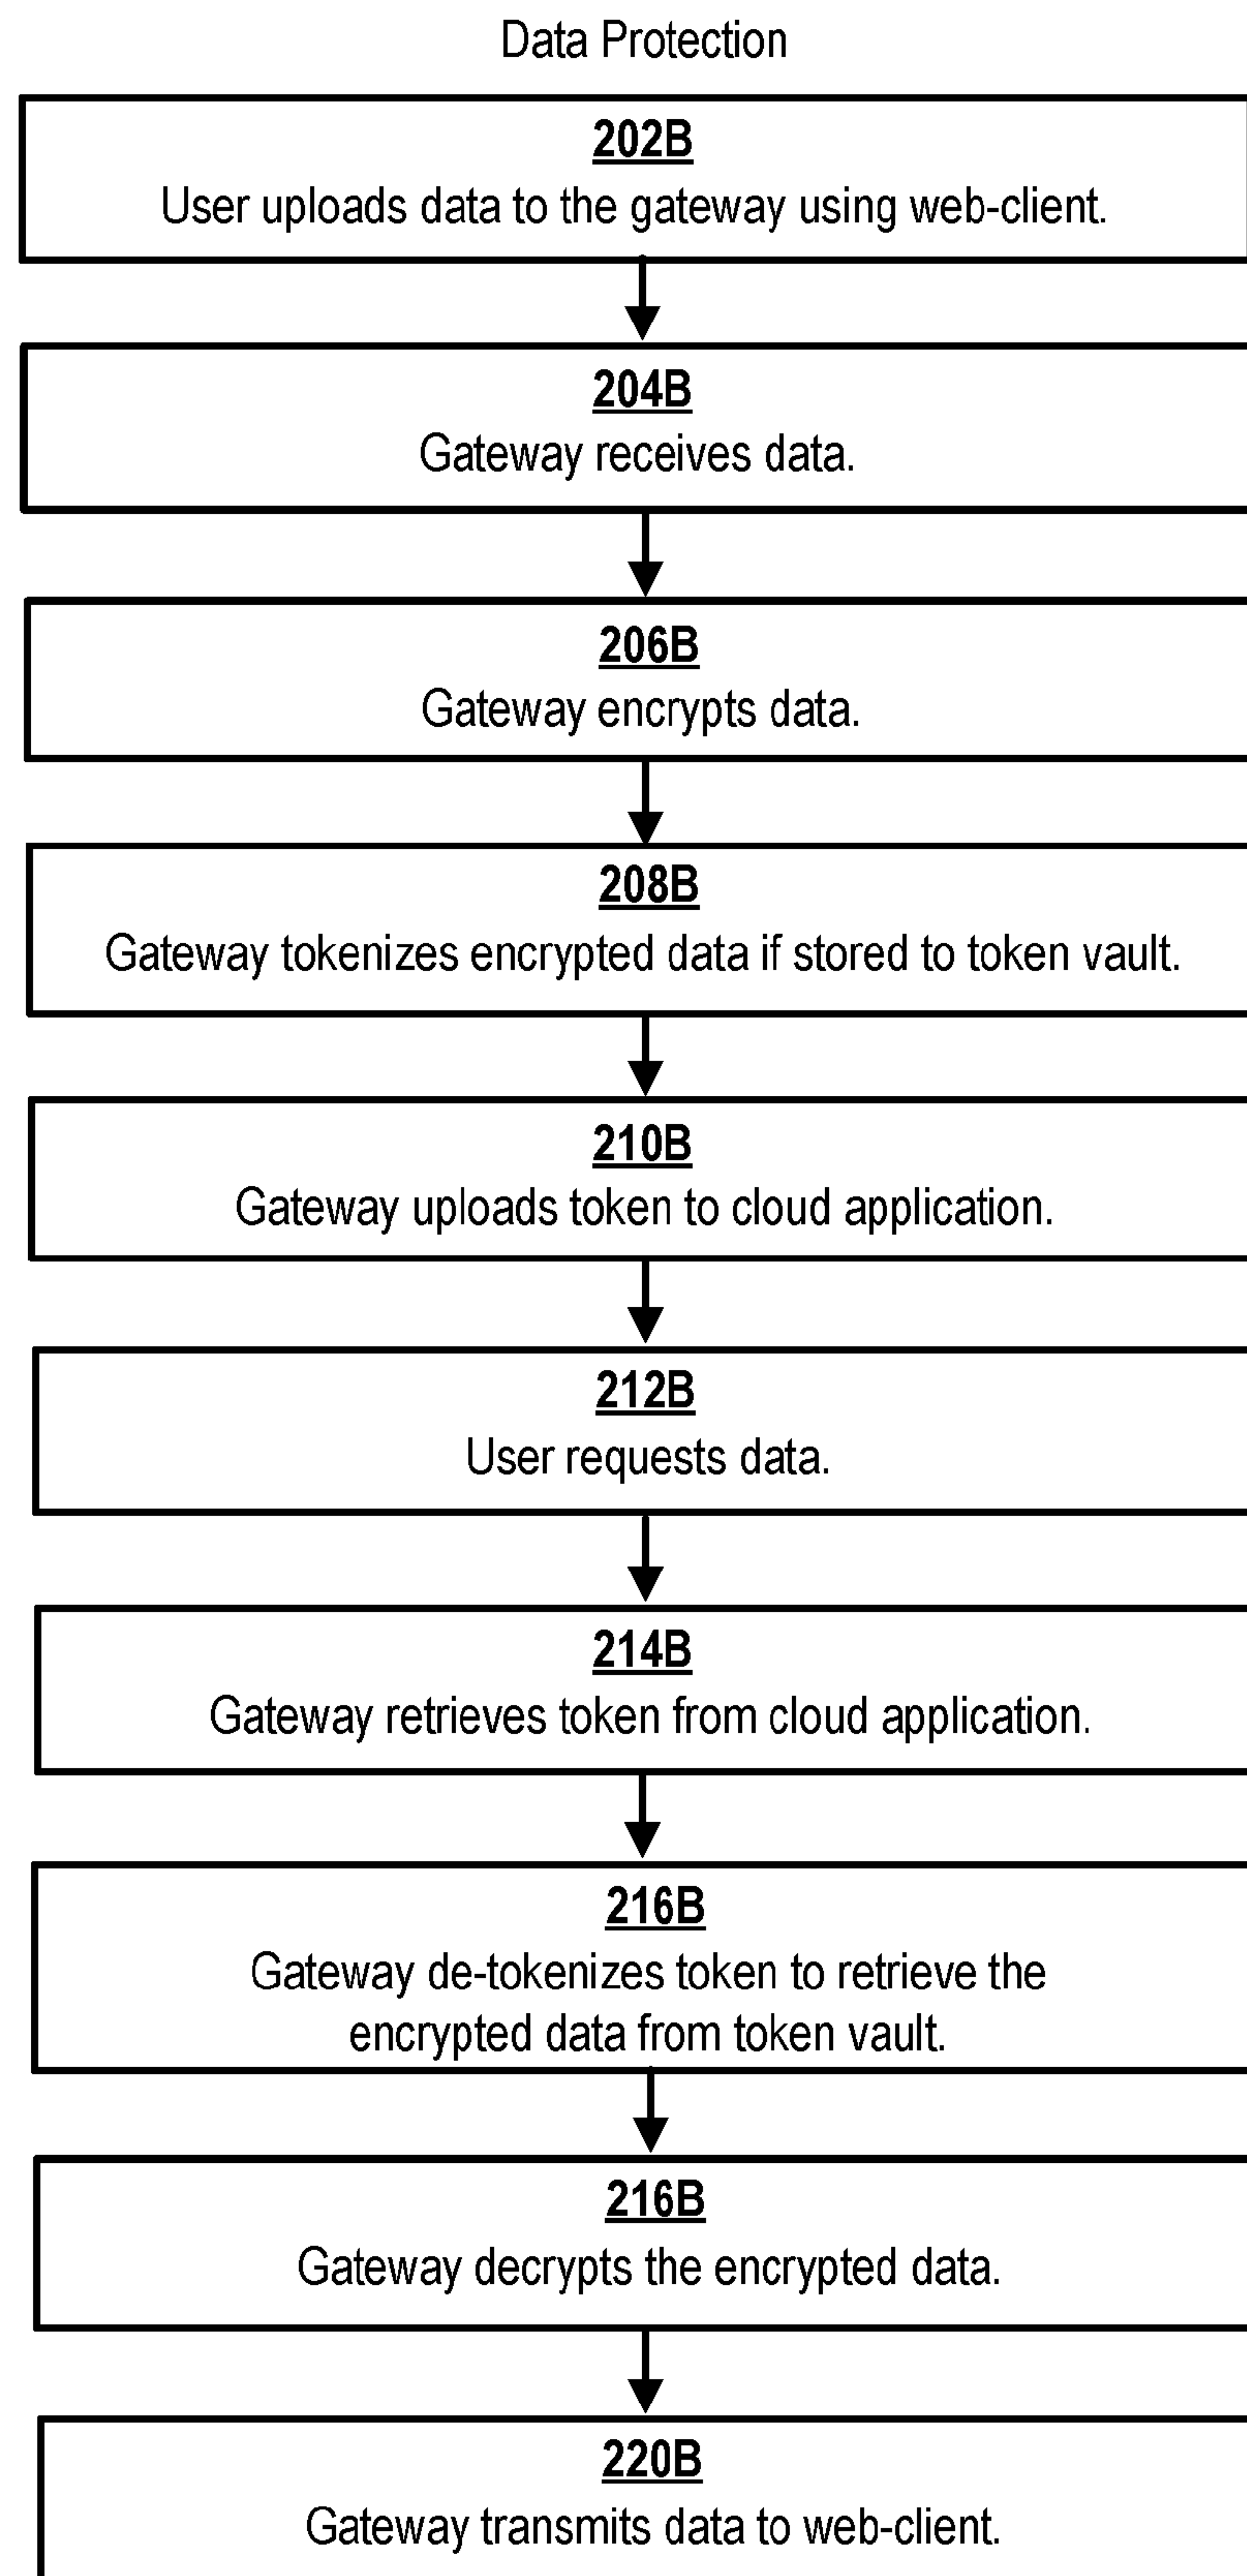 Data Protection
202B
User uploads data to the gateway using web-client.
204B
Gateway receives data.
206B
Gateway encrypts data.
208B
Gateway tokenizes encrypted data if stored to token vault.
210B
Gateway uploads token to cloud application.
212B
User requests data.
214B
Gateway retrieves token from cloud application.
216B
Gateway de-tokenizes token to retrieve the
encrypted data from token vault.
216B
Gateway decrypts the encrypted data.
220B
Gateway transmits data to web-client.